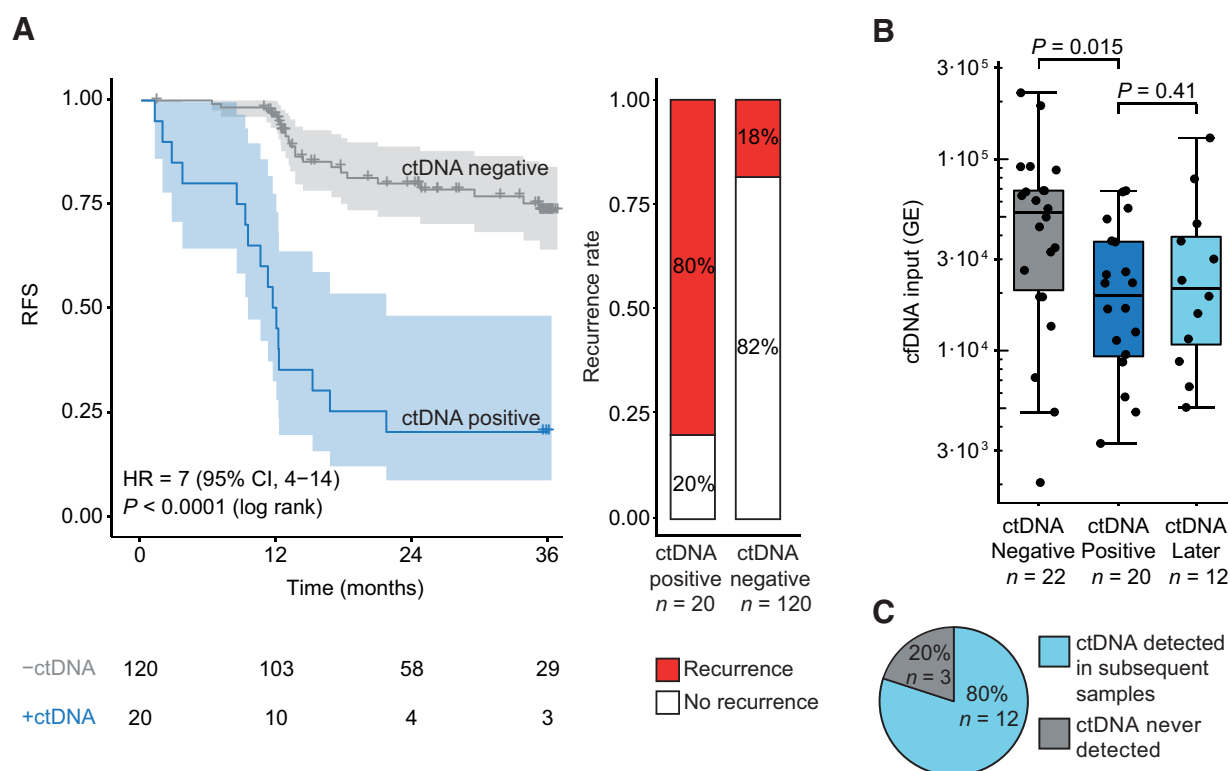 A
RFS
1.00
0.75
0.50
0.25
0.00
ctDNA negative
ctDNA positive
HR = 7 (95% CI, 4−14)
P < 0.0001 (log rank)
0 12 24 36
Time (months)
−ctDNA 120 103 58 29
+ctDNA 20 10 4 3
Recurrence rate
1.00
0.75
0.50
0.25
0.00
80%
20%
18%
82%
ctDNA
positive
n = 20
ctDNA
negative
n = 120
Recurrence
No recurrence
B
P = 0.015
P = 0.41
cfDNA input (GE)
3·10⁵
1·10⁵
3·10⁴
1·10⁴
3·10³
ctDNA
Negative
n = 22
ctDNA
Positive
n = 20
ctDNA
Later
n = 12
C
20%
n = 3
80%
n = 12
ctDNA detected
in subsequent
samples
ctDNA never
detected